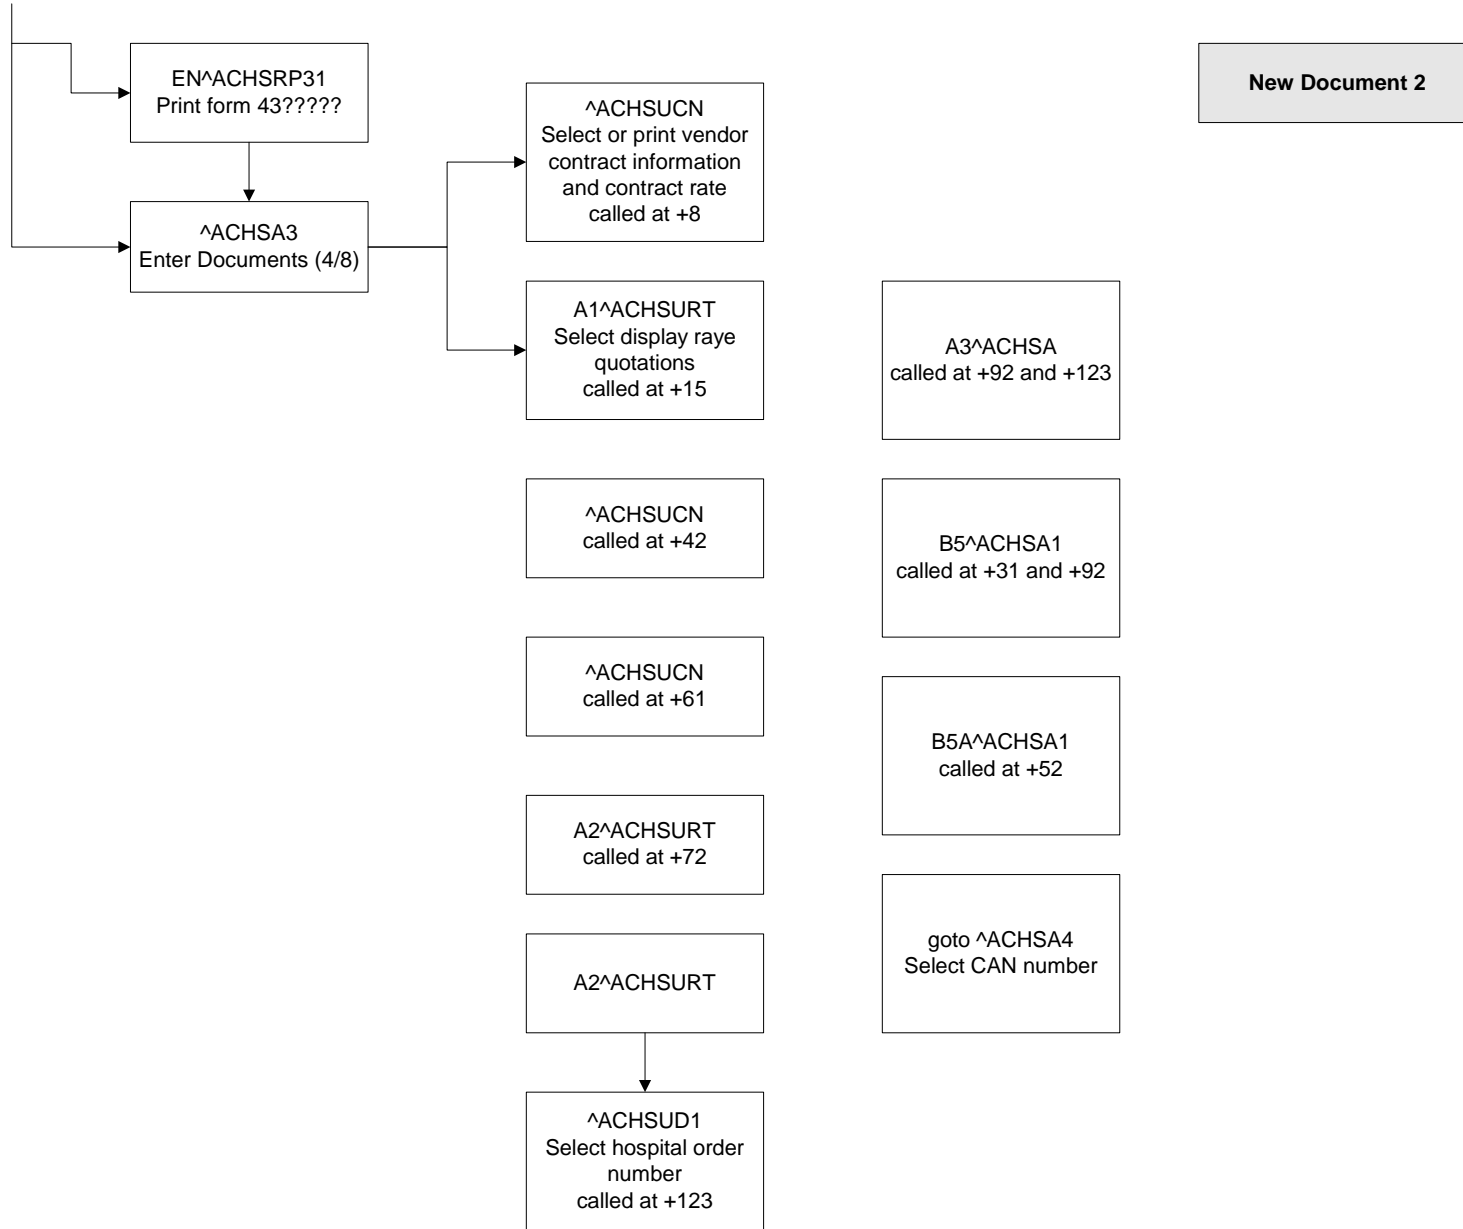 EN^ACHSRP31
Print form 43?????
New Document 2
^ACHSUCN
Select or print vendor
contract information
and contract rate
called at +8
^ACHSA3
Enter Documents (4/8)
A1^ACHSURT
Select display raye
quotations
called at +15
A3^ACHSA
called at +92 and +123
^ACHSUCN
called at +42
B5^ACHSA1
called at +31 and +92
^ACHSUCN
called at +61
B5A^ACHSA1
called at +52
A2^ACHSURT
called at +72
goto ^ACHSA4
Select CAN number
A2^ACHSURT
^ACHSUD1
Select hospital order
number
called at +123